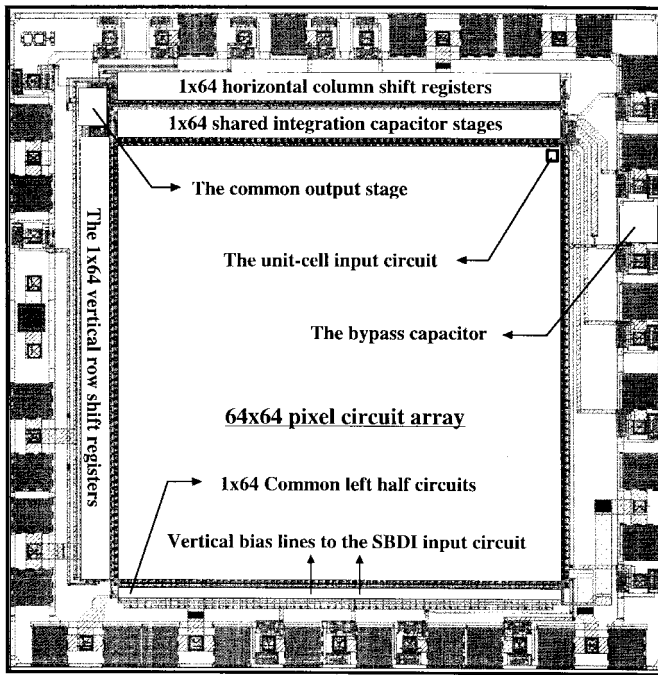 1x64 horizontal column shift registers
1x64 shared integration capacitor stages
The common output stage
The 1x64 vertical row shift registers
The unit-cell input circuit
The bypass capacitor
64x64 pixel circuit array
1x64 Common left half circuits
Vertical bias lines to the SBDI input circuit